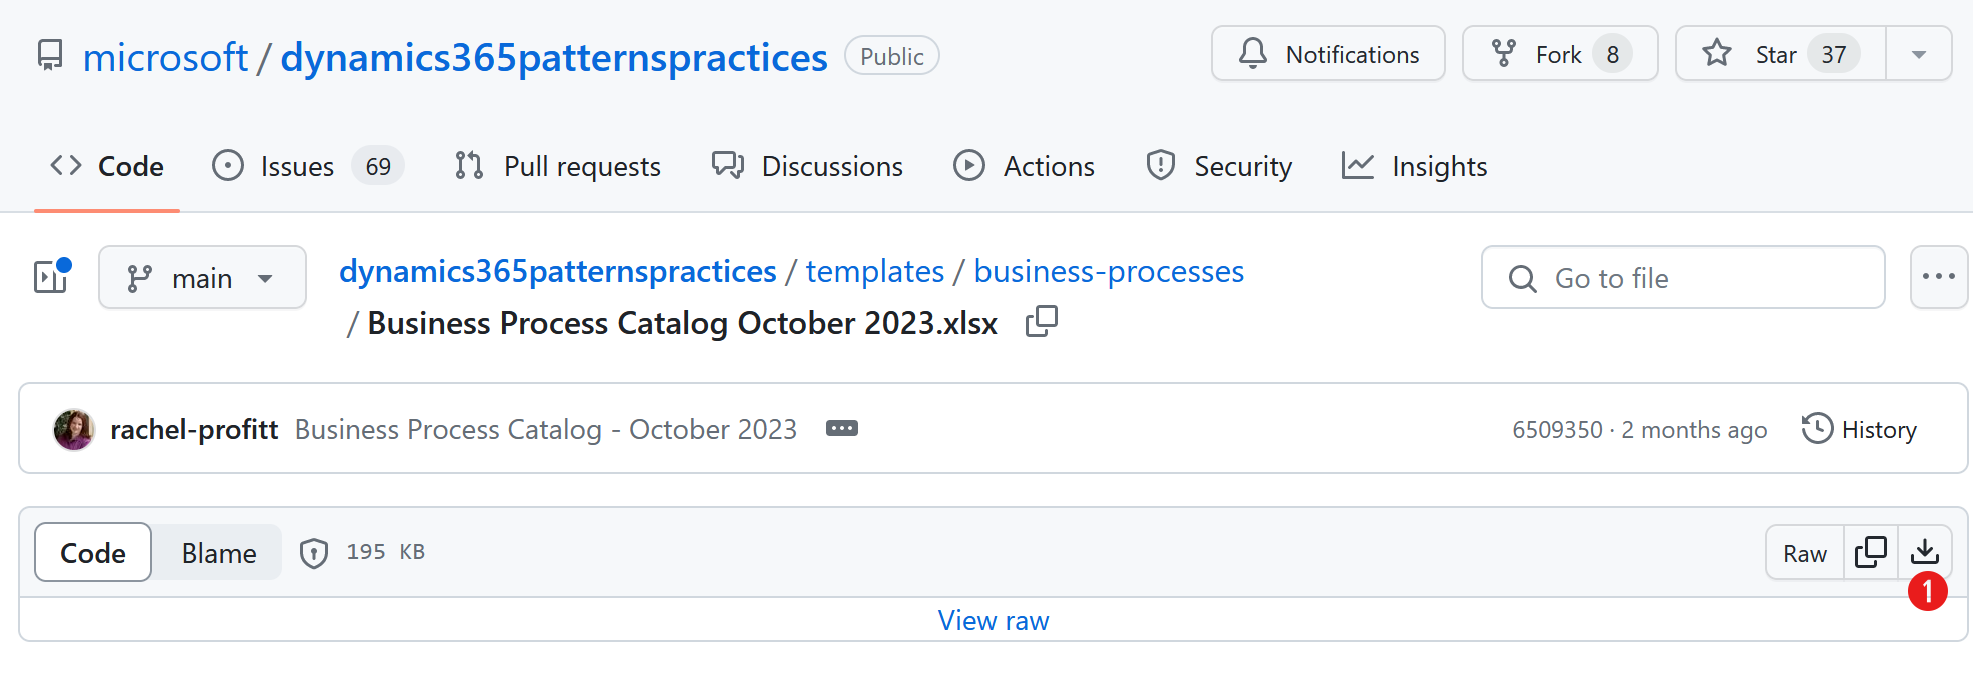 microsoft / dynamics365patternspractices Public Notifications Fork 8 Star 37
Code Issues 69 Pull requests Discussions Actions Security Insights
main dynamics365patternspractices / templates / business-processes Go to file
/ Business Process Catalog October 2023.xlsx
rachel-profitt Business Process Catalog - October 2023 6509350 · 2 months ago History
Code Blame 195 KB Raw
1
View raw